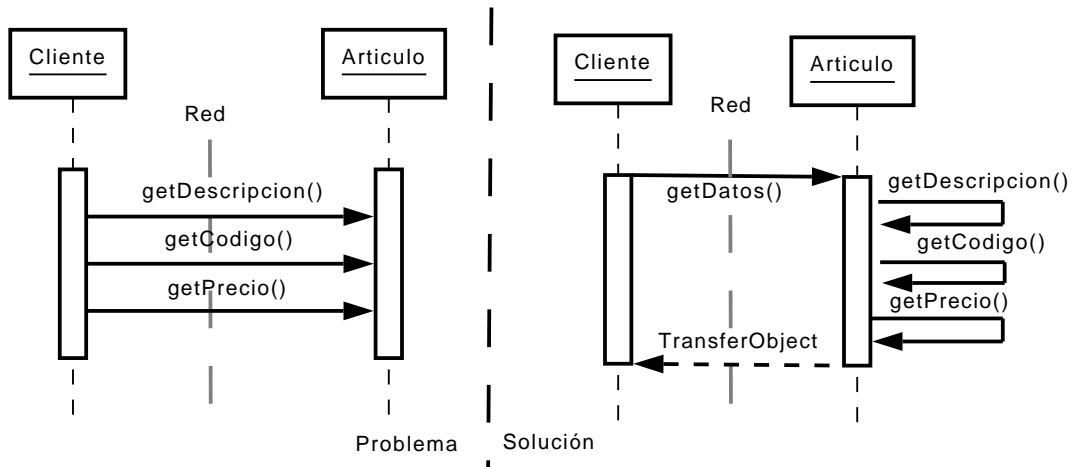 Cliente
Articulo
Red
getDescripcion()
getCodigo()
getPrecio()
Problema
Cliente
Articulo
Red
getDatos()
getDescripcion()
getCodigo()
getPrecio()
TransferObject
Solución